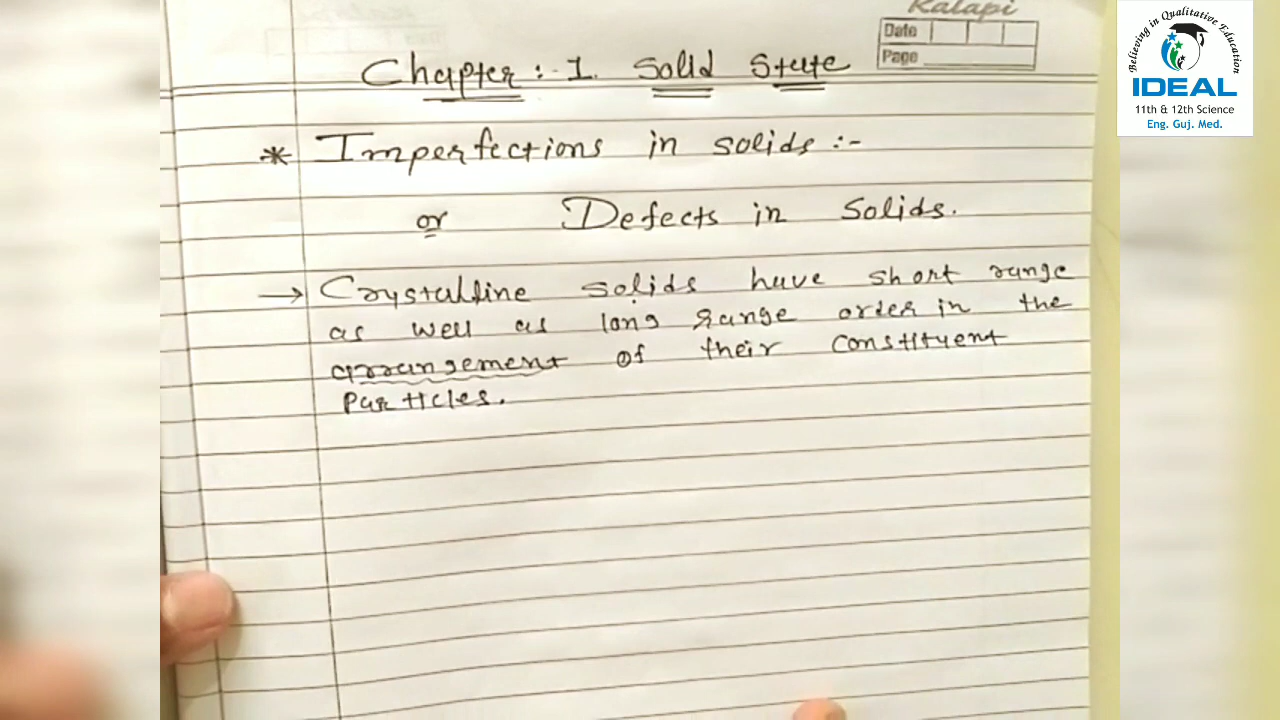 Kalapi
Date
Page
Believing in Qualitative Education
IDEAL
11th & 12th Science
Eng. Guj. Med.
Chapter :- 1. Solid State
* Imperfections in solids :-
or Defects in Solids.
→ Crystalline solids have short range
as well as long range order in the
arrangement of their constituent
particles.